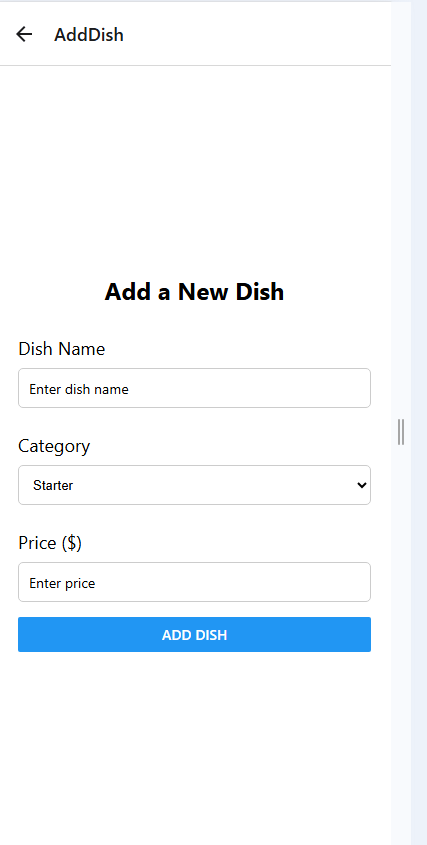 AddDish
Add a New Dish
Dish Name
Enter dish name
Category
Starter
Price ($)
Enter price
ADD DISH